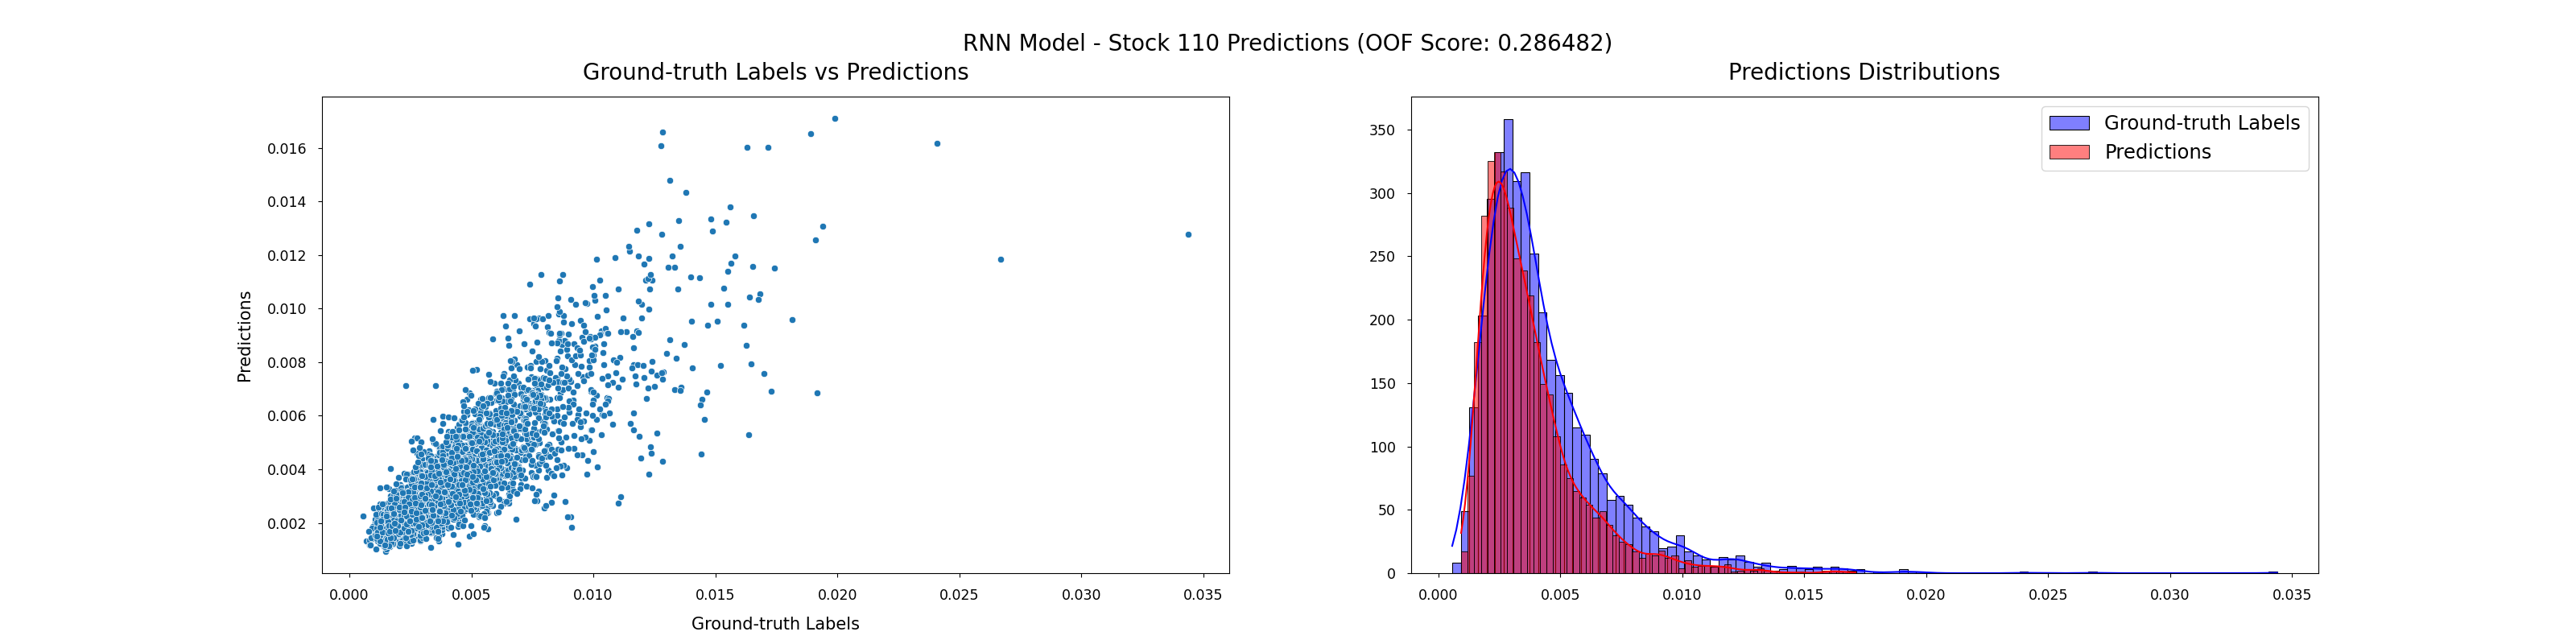 RNN Model - Stock 110 Predictions (OOF Score: 0.286482)
Ground-truth Labels vs Predictions
Predictions
0.016
0.014
0.012
0.010
0.008
0.006
0.004
0.002
0.000 0.005 0.010 0.015 0.020 0.025 0.030 0.035
Ground-truth Labels
Predictions Distributions
Ground-truth Labels
Predictions
350
300
250
200
150
100
50
0
0.000 0.005 0.010 0.015 0.020 0.025 0.030 0.035